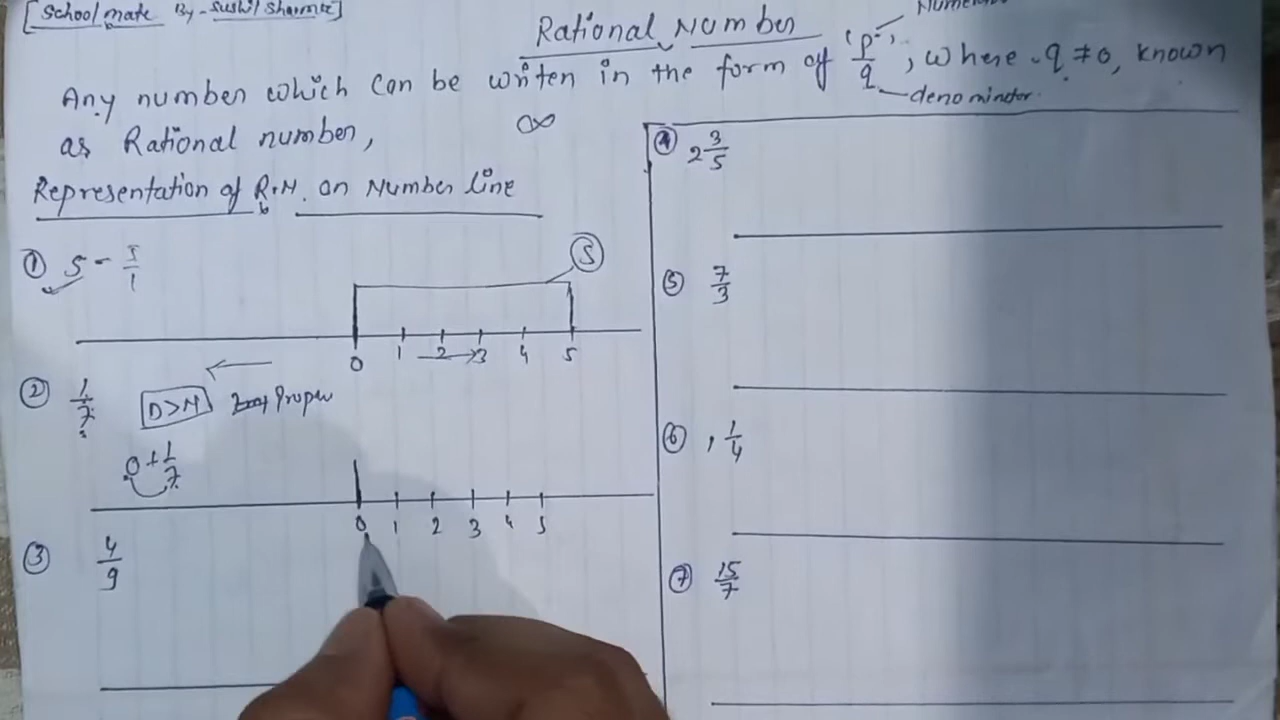 [School mate By - Sushil Sharma]
Rational Number
Any number which can be writen in the form of 'p/q', where q ≠ 0, known
denominter
as Rational number,
∞
Representation of R.N. on Number line
① 5 - 5/1
5
0 1 2 3 4 5
② 1/7 D>N Proper
0+1/7
0 1 2 3 4 5
③ 4/9
④ 2 3/5
⑤ 7/3
⑥ , 1/4
⑦ 15/7